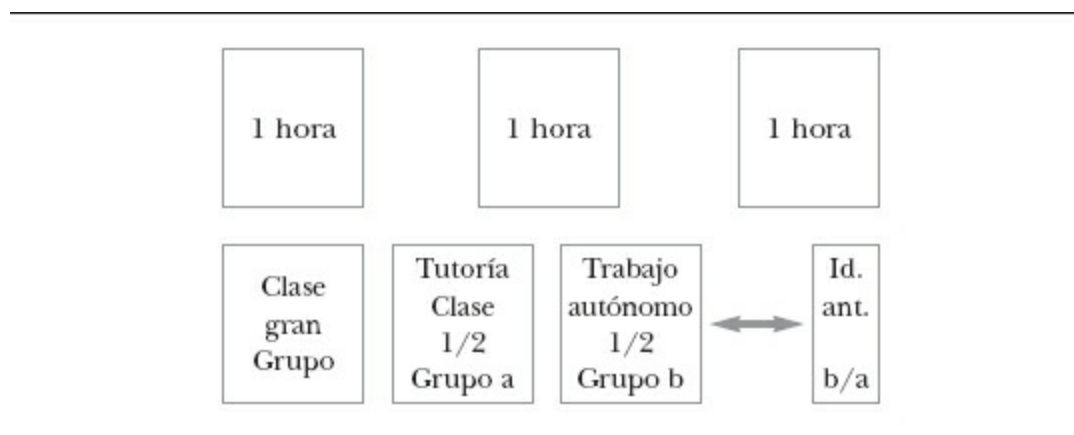 1 hora
1 hora
1 hora
Clase
gran
Grupo
Tutoría
Clase
1/2
Grupo a
Trabajo
autónomo
1/2
Grupo b
Id.
ant.
b/a